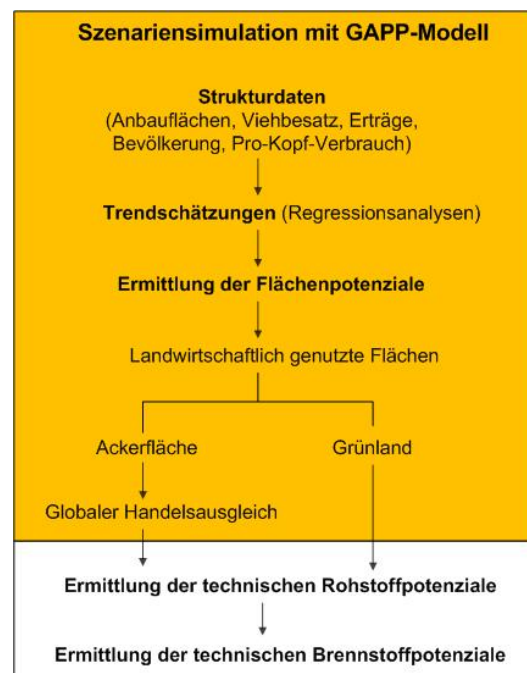 Szenariensimulation mit GAPP-Modell
Strukturdaten
(Anbauflächen, Viehbesatz, Erträge,
Bevölkerung, Pro-Kopf-Verbrauch)
Trendschätzungen (Regressionsanalysen)
Ermittlung der Flächenpotenziale
Landwirtschaftlich genutzte Flächen
Ackerfläche Grünland
Globaler Handelsausgleich
Ermittlung der technischen Rohstoffpotenziale
Ermittlung der technischen Brennstoffpotenziale